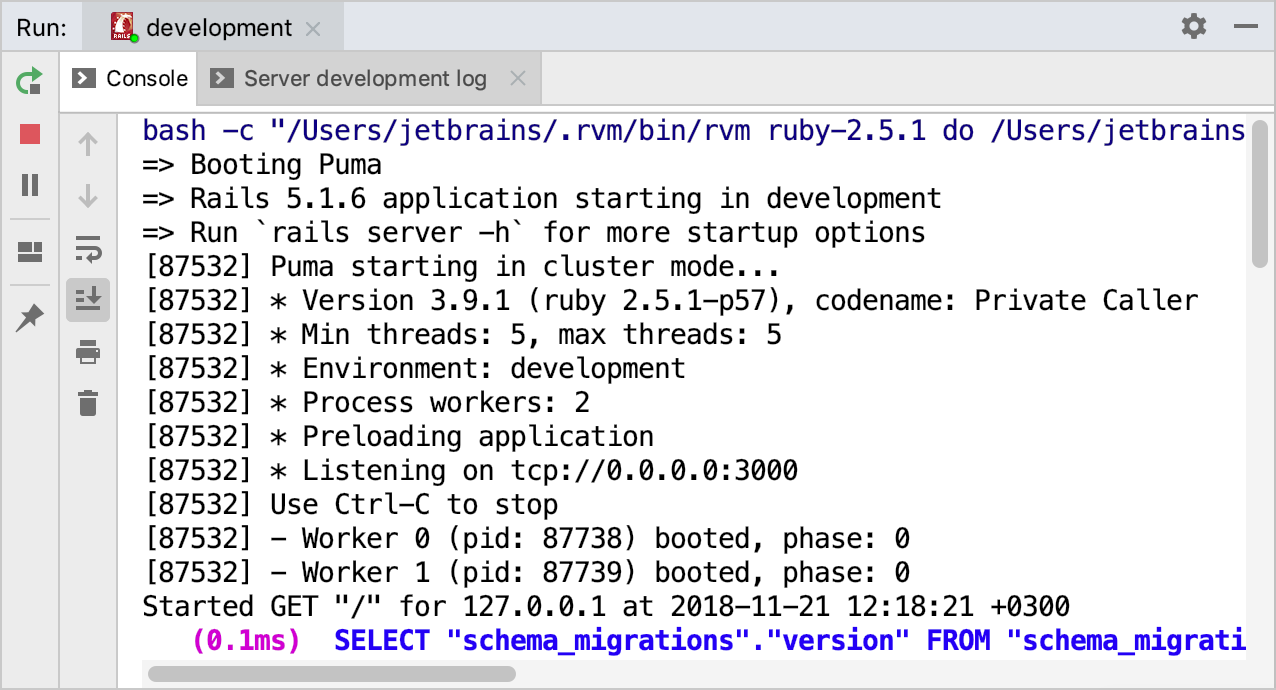 Run: development
Console Server development log
bash -c "/Users/jetbrains/.rvm/bin/rvm ruby-2.5.1 do /Users/jetbrains
=> Booting Puma
=> Rails 5.1.6 application starting in development
=> Run `rails server -h` for more startup options
[87532] Puma starting in cluster mode...
[87532] * Version 3.9.1 (ruby 2.5.1-p57), codename: Private Caller
[87532] * Min threads: 5, max threads: 5
[87532] * Environment: development
[87532] * Process workers: 2
[87532] * Preloading application
[87532] * Listening on tcp://0.0.0.0:3000
[87532] Use Ctrl-C to stop
[87532] - Worker 0 (pid: 87738) booted, phase: 0
[87532] - Worker 1 (pid: 87739) booted, phase: 0
Started GET "/" for 127.0.0.1 at 2018-11-21 12:18:21 +0300
(0.1ms) SELECT "schema_migrations"."version" FROM "schema_migrati